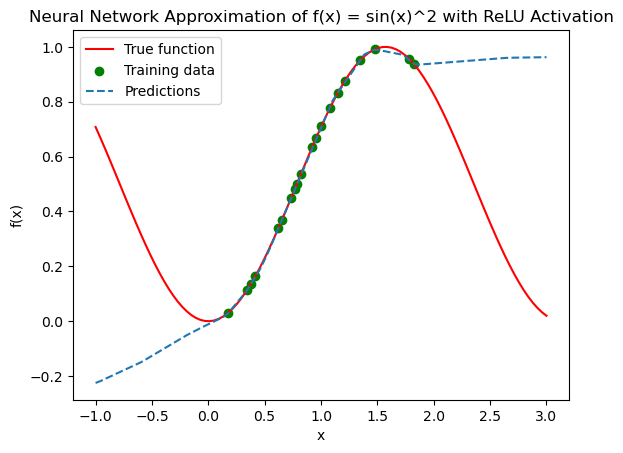 Neural Network Approximation of f(x) = sin(x)^2 with ReLU Activation
True function
Training data
Predictions
1.0
0.8
0.6
0.4
0.2
0.0
−0.2
f(x)
−1.0 −0.5 0.0 0.5 1.0 1.5 2.0 2.5 3.0
x